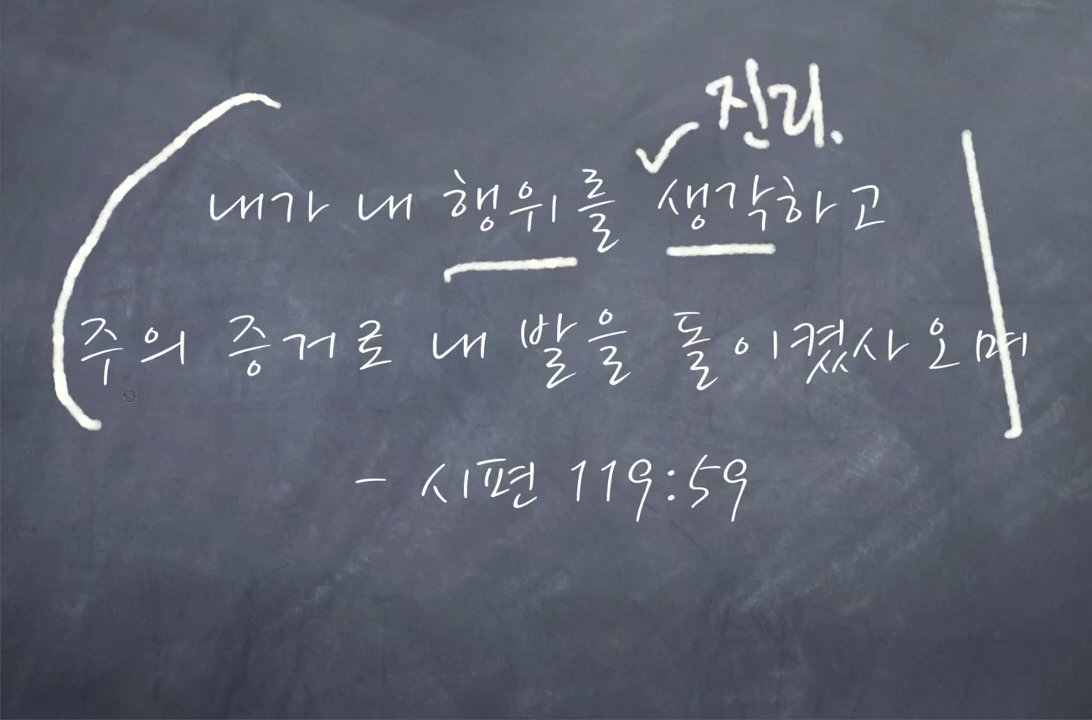 진리.
내가 내 행위를 생각하고
주의 증거로 내 발을 돌이켰사오며
- 시편 119:59